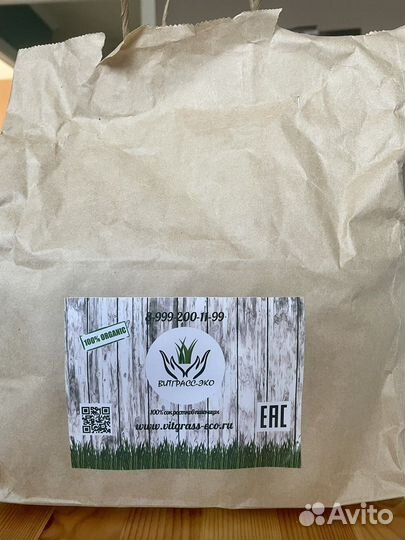 8-999-200-11-99
100% ORGANIC
ВИТГРАСС-ЭКО
100% сок ростков пшеницы
www.vitgrass-eco.ru
EAC
Avito